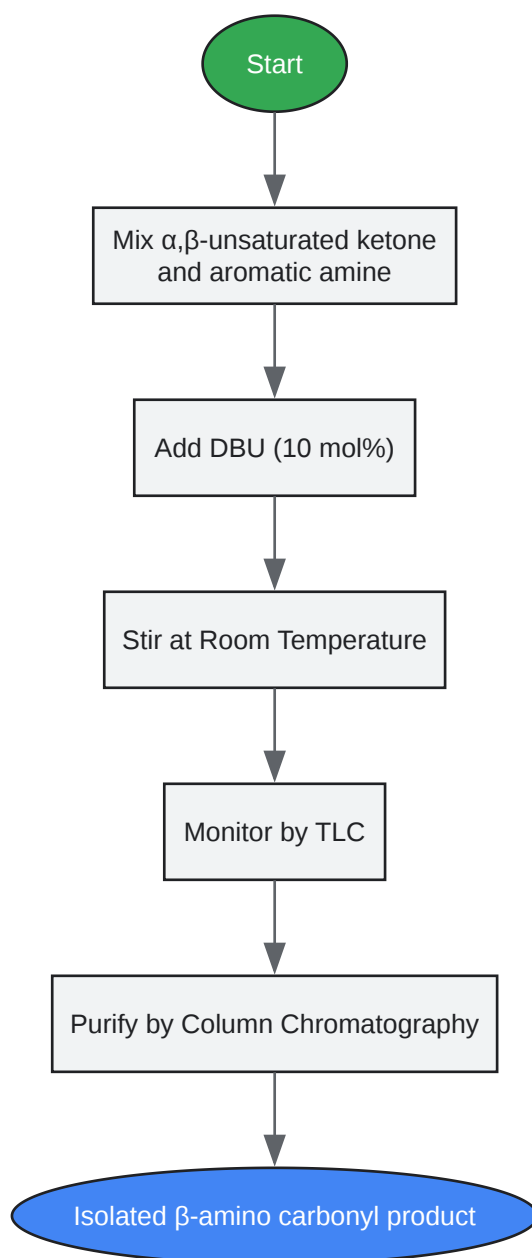 Start
Mix α,β-unsaturated ketone
and aromatic amine
Add DBU (10 mol%)
Stir at Room Temperature
Monitor by TLC
Purify by Column Chromatography
Isolated β-amino carbonyl product